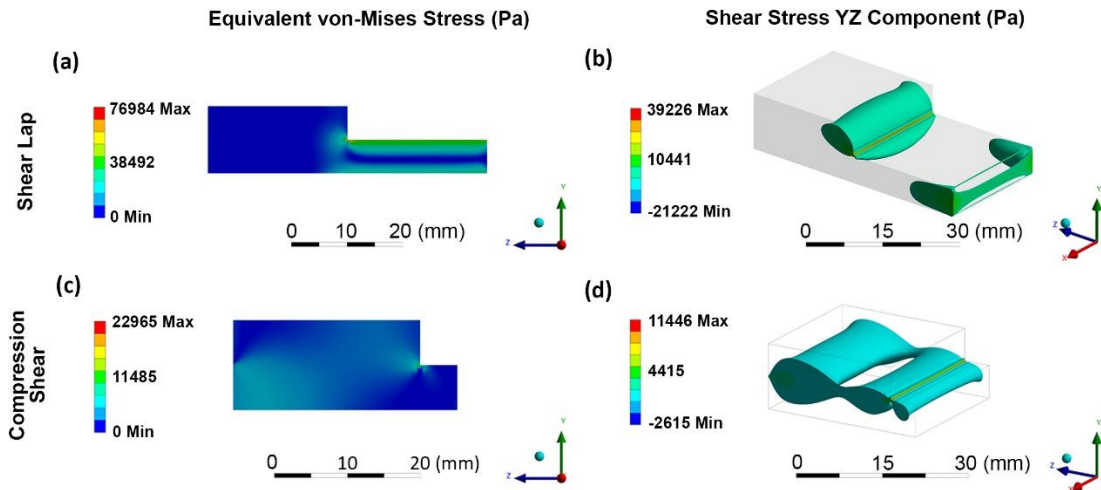 Equivalent von-Mises Stress (Pa)
Shear Stress YZ Component (Pa)
Shear Lap
(a)
76984 Max
38492
0 Min
0 10 20 (mm)
Y
Z
(b)
39226 Max
10441
-21222 Min
0 15 30 (mm)
Y
Z
X
Compression
Shear
(c)
22965 Max
11485
0 Min
0 10 20 (mm)
Y
Z
(d)
11446 Max
4415
-2615 Min
0 15 30 (mm)
Y
Z
X